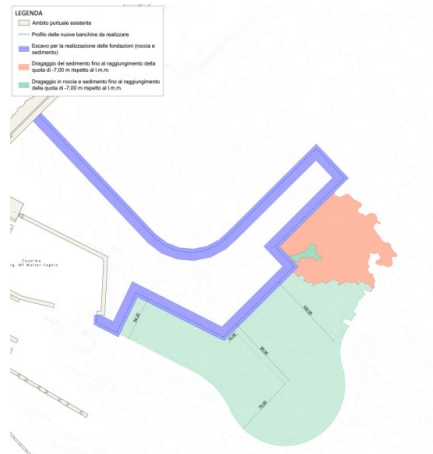 LEGENDA
Ambito portuale esistente
Profilo delle nuove banchine da realizzare
Escavo per la realizzazione delle fondazioni (roccia e
sedimento)
Dragaggio del sedimento fino al raggiungimento della
quota di -7,00 m rispetto al l.m.m.
Dragaggio in roccia e sedimento fino al raggiungimento
della quota di -7,00 m rispetto al l.m.m.
Caserma